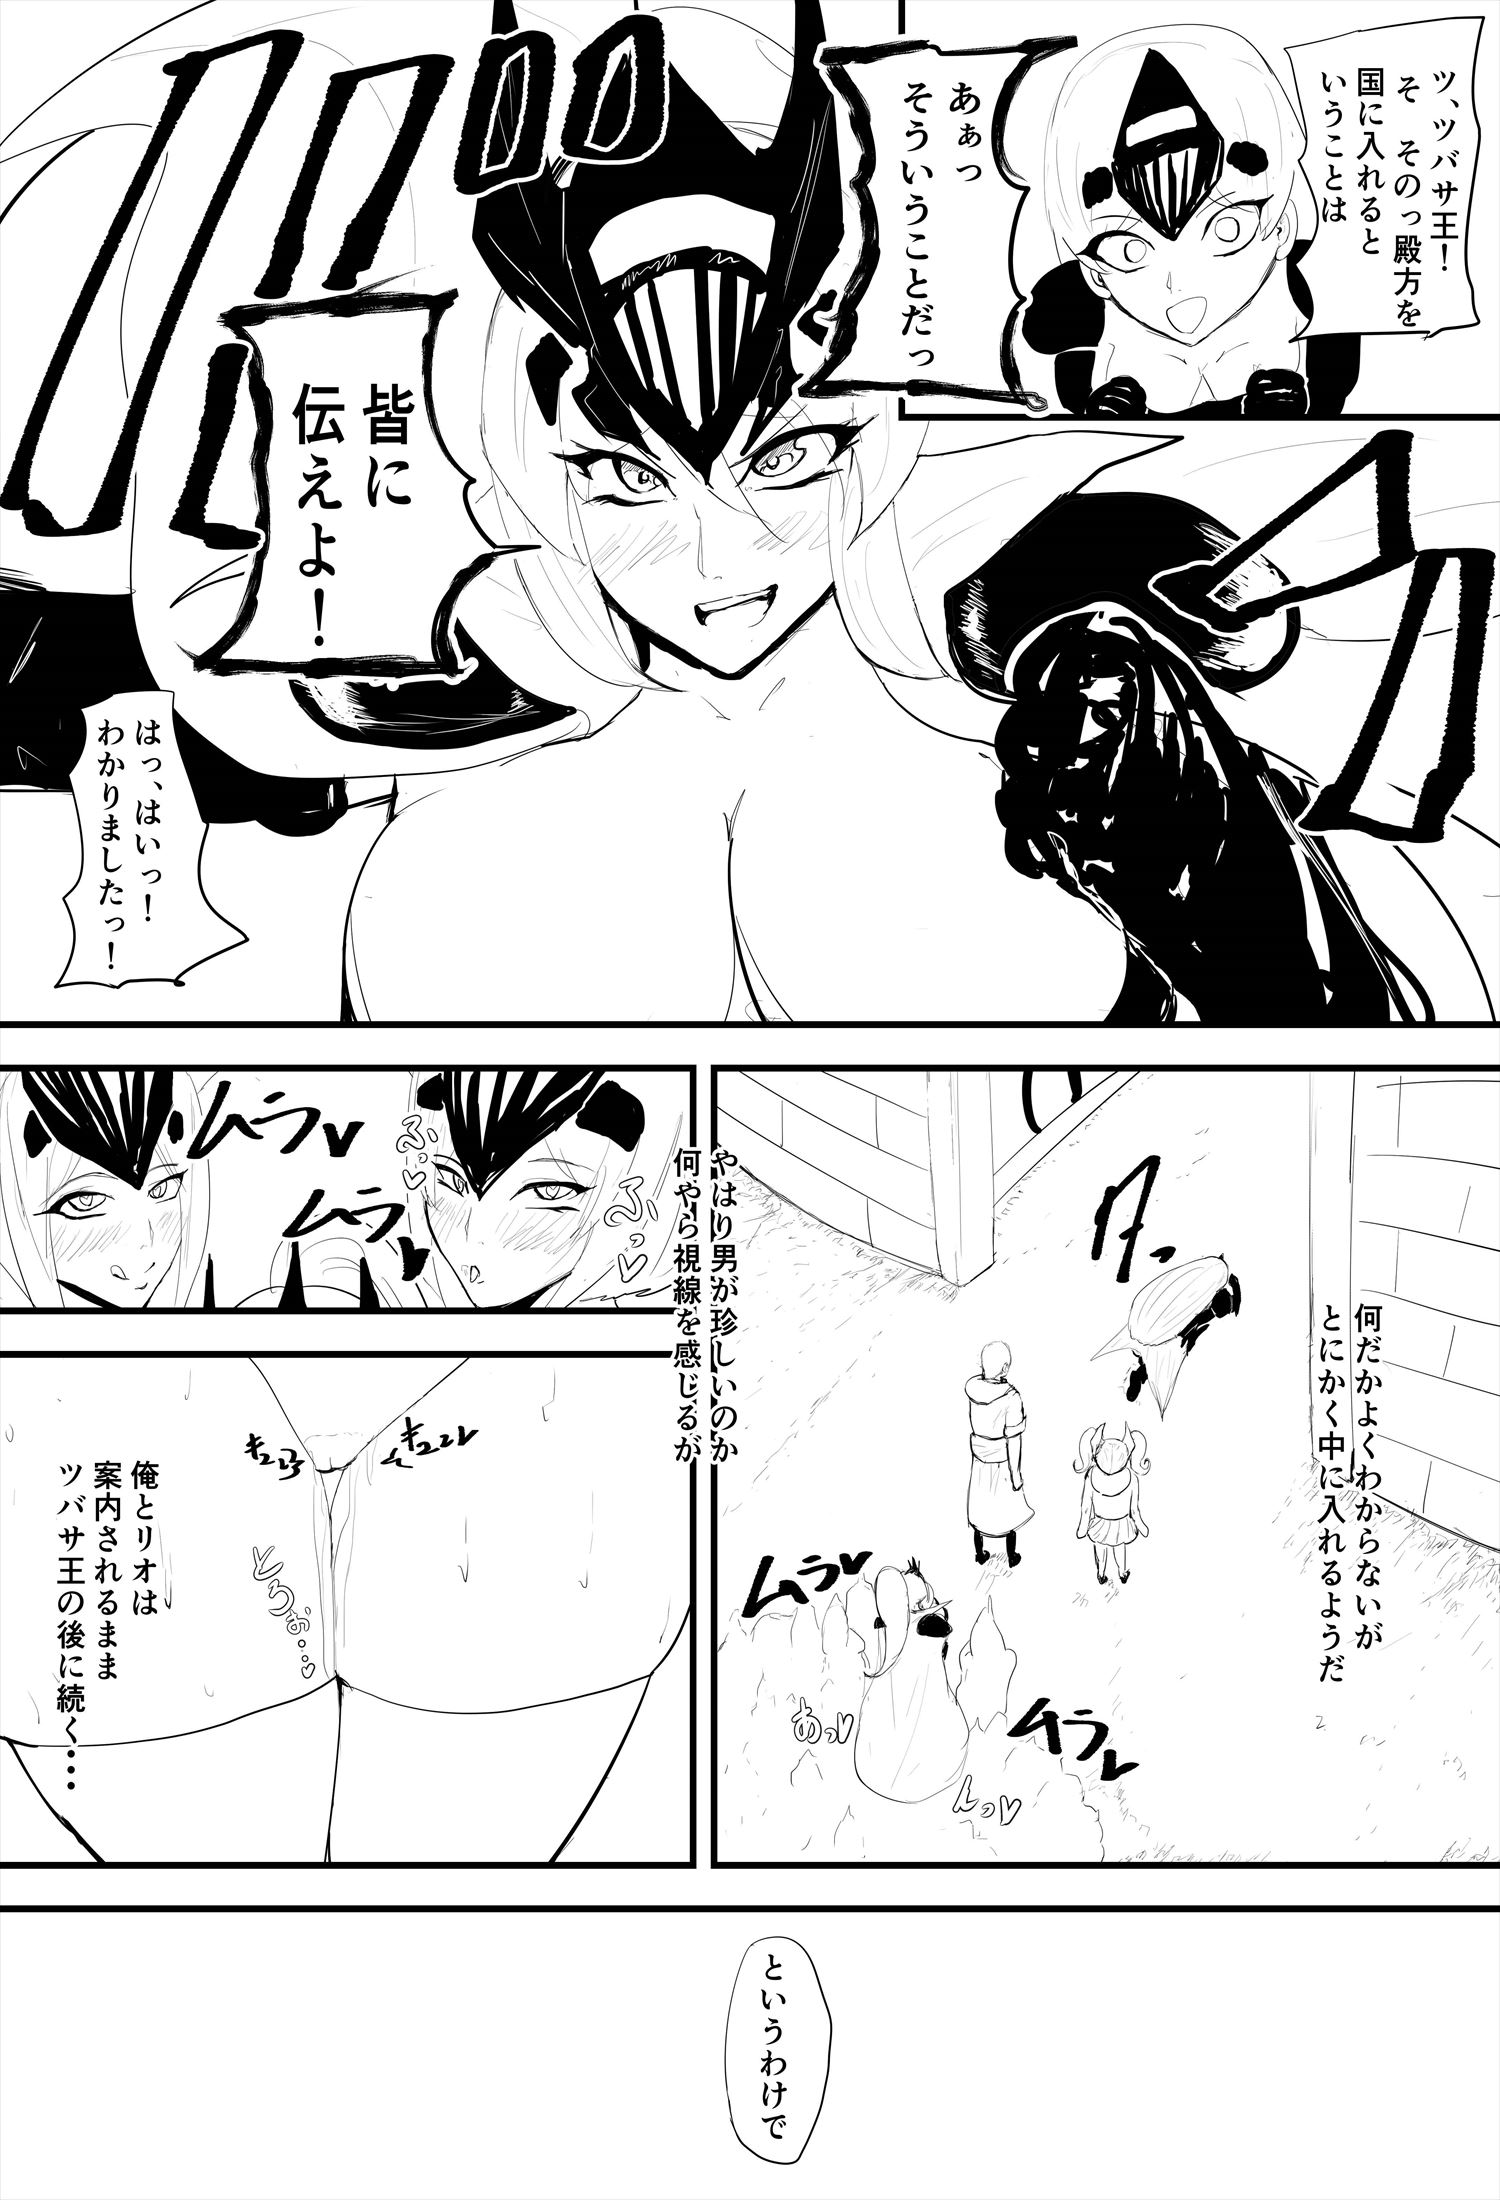 ツ、ツバサ王！
そ そのっ殿方を
国に入れると
いうことは
あぁっ
そういうことだっ
皆に
伝えよ！
はっ、はいっ！
わかりましたっ！
何だかよくわからないが
とにかく中に入れるようだ
タっ
ムラ♥
あっ♥
んっ♥
ムラ♥
やはり男が珍しいのか
何やら視線を感じるが
ふっ♡
ふっ♡
ムラ♥
ムラ♥
とろぉ…♡
俺とリオは
案内されるまま
ツバサ王の後に続く…
というわけで